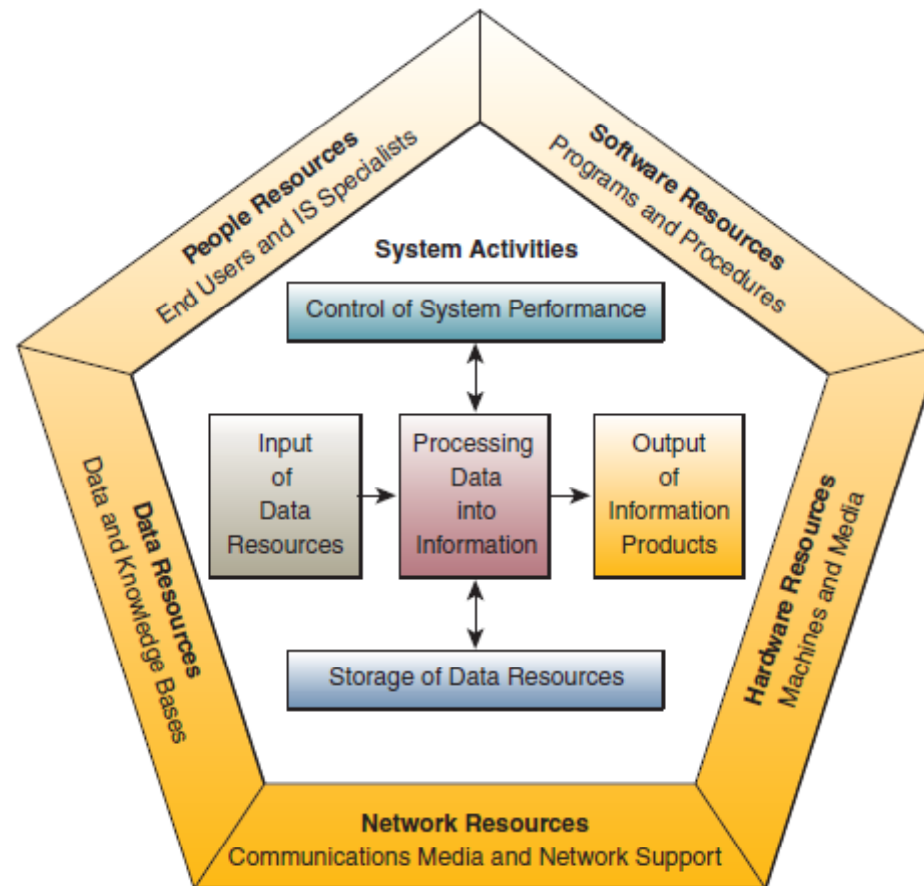 People Resources
End Users and IS Specialists
Software Resources
Programs and Procedures
System Activities
Control of System Performance
Input
of
Data
Resources
Processing
Data
into
Information
Output
of
Information
Products
Storage of Data Resources
Data Resources
Data and Knowledge Bases
Hardware Resources
Machines and Media
Network Resources
Communications Media and Network Support